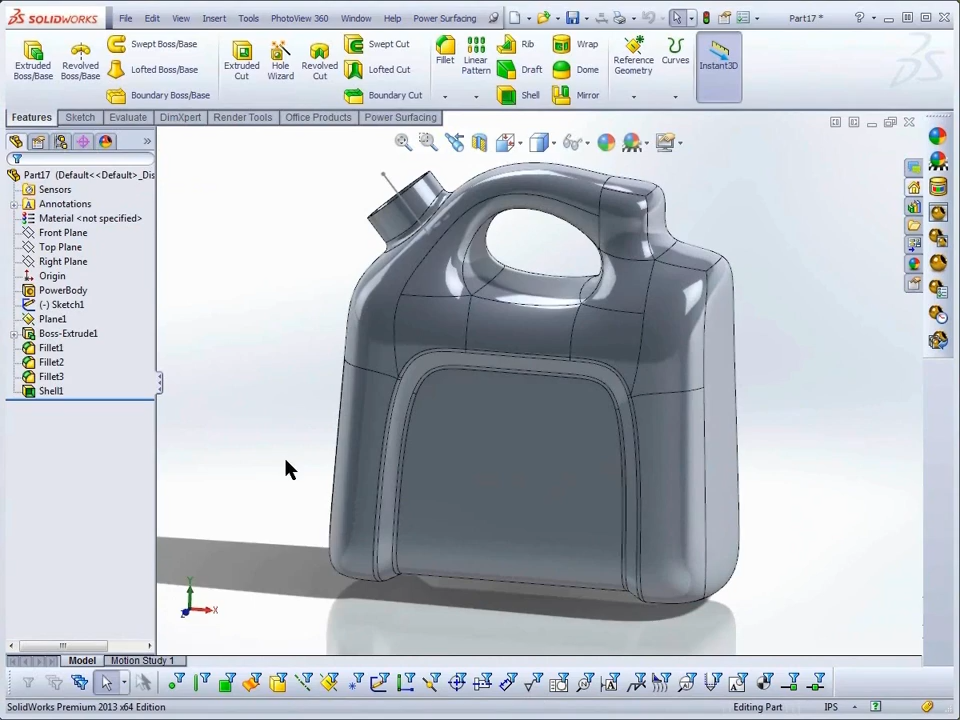 SOLIDWORKS File Edit View Insert Tools PhotoView 360 Window Help Power Surfacing Part17 *
Extruded Boss/Base
Revolved Boss/Base
Swept Boss/Base
Lofted Boss/Base
Boundary Boss/Base
Extruded Cut
Hole Wizard
Revolved Cut
Swept Cut
Lofted Cut
Boundary Cut
Fillet
Linear Pattern
Rib
Draft
Shell
Wrap
Dome
Mirror
Reference Geometry
Curves
Instant3D
Features Sketch Evaluate DimXpert Render Tools Office Products Power Surfacing
Part17 (Default<<Default>_Dis
Sensors
Annotations
Material <not specified>
Front Plane
Top Plane
Right Plane
Origin
PowerBody
(-) Sketch1
Plane1
Boss-Extrude1
Fillet1
Fillet2
Fillet3
Shell1
Y
X
Z
Model Motion Study 1
SolidWorks Premium 2013 x64 Edition Editing Part IPS